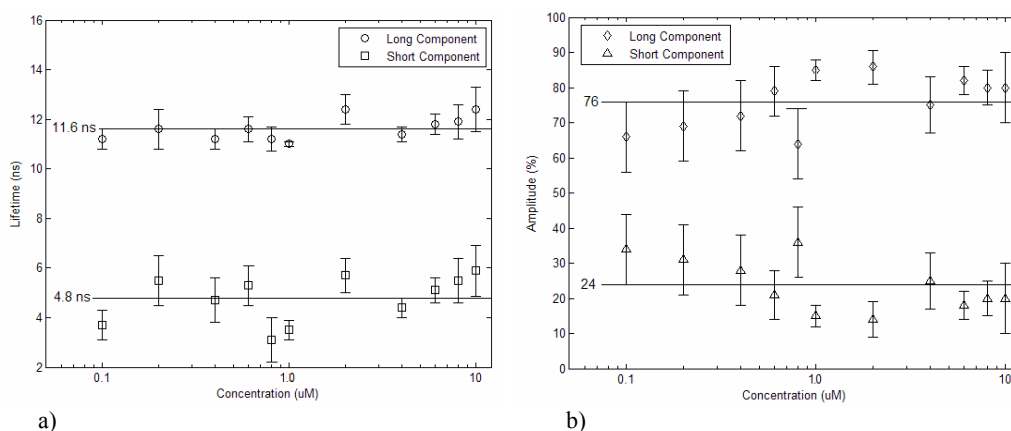 16
14
12
10
8
6
4
2
Lifetime (ns)
Long Component
Short Component
11.6 ns
4.8 ns
0.1 1.0 10
Concentration (uM)
a)
100
90
80
70
60
50
40
30
20
10
0
Amplitude (%)
Long Component
Short Component
76
24
0.1 1.0 10
Concentration (uM)
b)